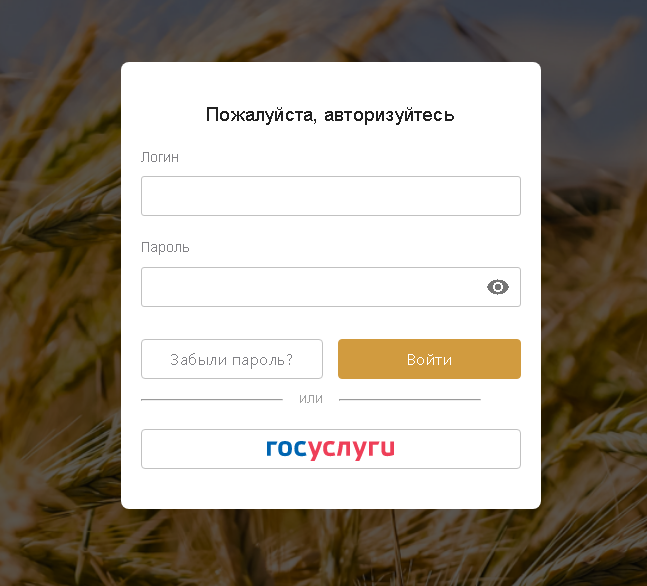 Пожалуйста, авторизуйтесь
Логин
Пароль
Забыли пароль?
Войти
или
госуслуги